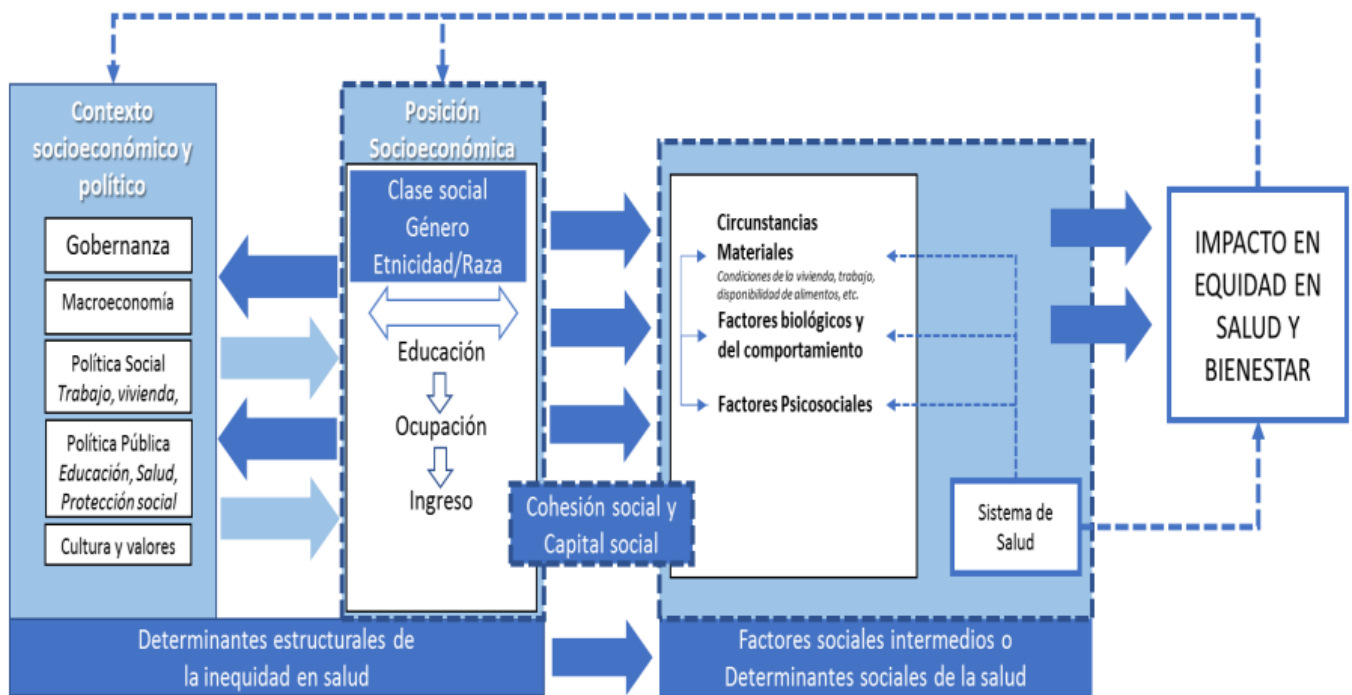 Contexto
socioeconómico y
político
Gobernanza
Macroeconomía
Política Social
Trabajo, vivienda,
Política Pública
Educación, Salud,
Protección social
Cultura y valores
Posición
Socioeconómica
Clase social
Género
Etnicidad/Raza
Educación
Ocupación
Ingreso
Cohesión social y
Capital social
Circunstancias
Materiales
Condiciones de la vivienda, trabajo,
disponibilidad de alimentos, etc.
Factores biológicos y
del comportamiento
Factores Psicosociales
Sistema de
Salud
IMPACTO EN
EQUIDAD EN
SALUD Y
BIENESTAR
Determinantes estructurales de
la inequidad en salud
Factores sociales intermedios o
Determinantes sociales de la salud